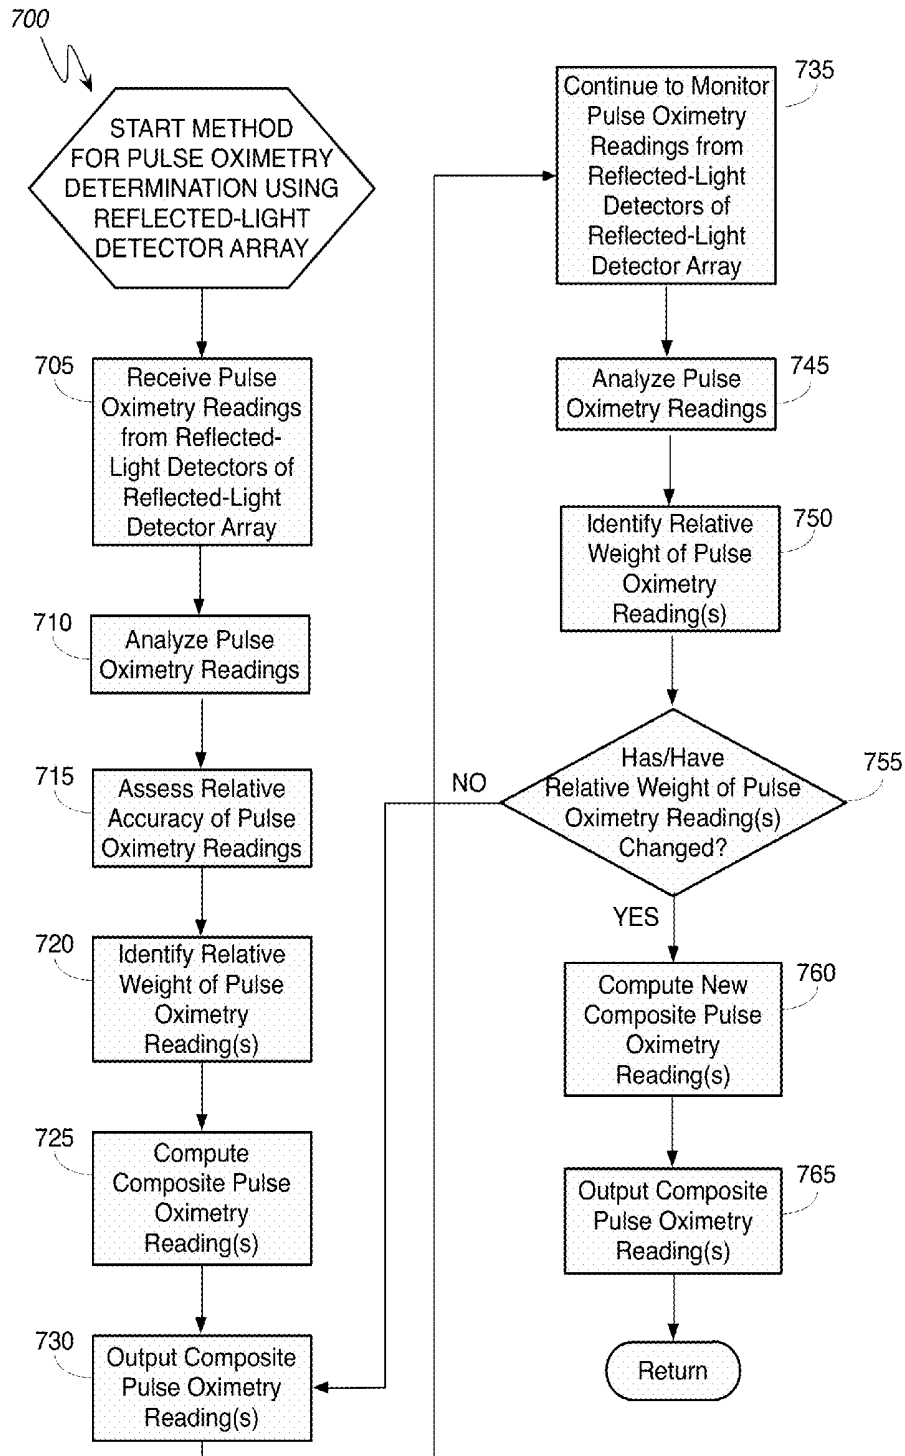 700
START METHOD
FOR PULSE OXIMETRY
DETERMINATION USING
REFLECTED-LIGHT
DETECTOR ARRAY
705
Receive Pulse
Oximetry Readings
from Reflected-
Light Detectors of
Reflected-Light
Detector Array
710
Analyze Pulse
Oximetry Readings
715
Assess Relative
Accuracy of Pulse
Oximetry Readings
720
Identify Relative
Weight of Pulse
Oximetry
Reading(s)
725
Compute
Composite Pulse
Oximetry
Reading(s)
730
Output Composite
Pulse Oximetry
Reading(s)
735
Continue to Monitor
Pulse Oximetry
Readings from
Reflected-Light
Detectors of
Reflected-Light
Detector Array
745
Analyze Pulse
Oximetry Readings
750
Identify Relative
Weight of Pulse
Oximetry
Reading(s)
755
Has/Have
Relative Weight of Pulse
Oximetry Reading(s)
Changed?
NO
YES
760
Compute New
Composite Pulse
Oximetry
Reading(s)
765
Output Composite
Pulse Oximetry
Reading(s)
Return